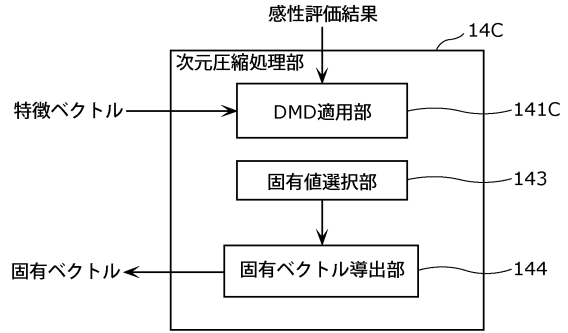 感性評価結果
14C
次元圧縮処理部
特徴ベクトル
DMD適用部
141C
固有値選択部
143
固有ベクトル
固有ベクトル導出部
144